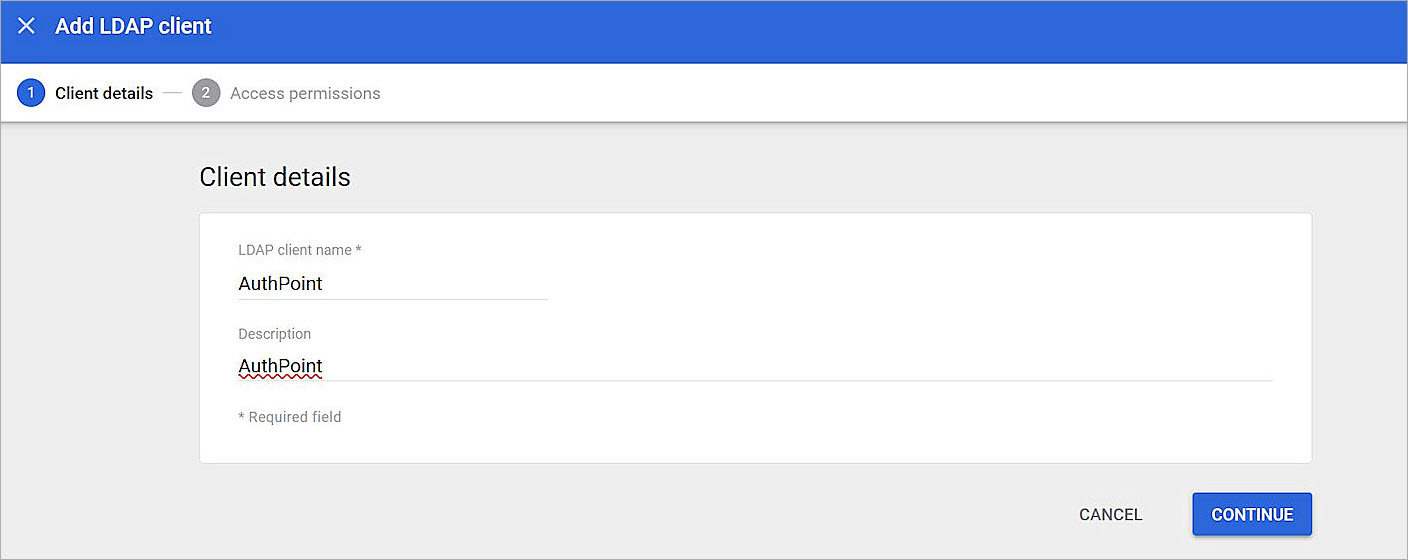 Add LDAP client
1 Client details 2 Access permissions
Client details
LDAP client name *
AuthPoint
Description
AuthPoint
* Required field
CANCEL CONTINUE